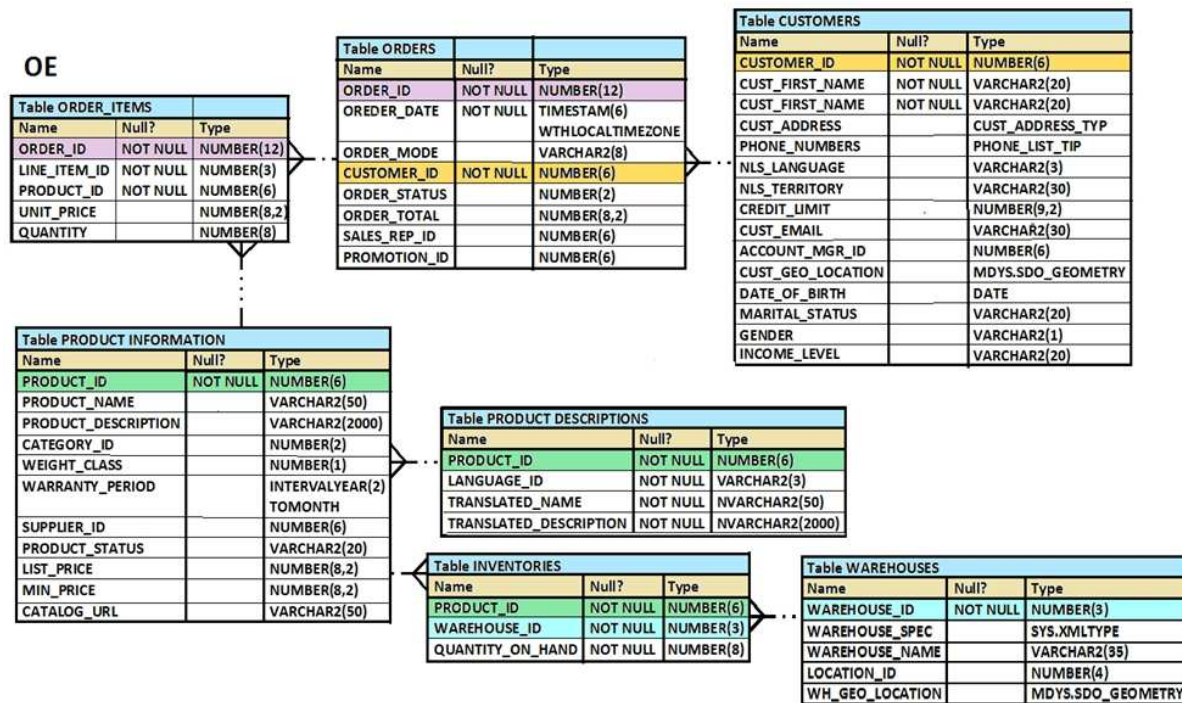 OE
Table ORDER_ITEMS
Name Null? Type
ORDER_ID NOT NULL NUMBER(12)
LINE_ITEM_ID NOT NULL NUMBER(3)
PRODUCT_ID NOT NULL NUMBER(6)
UNIT_PRICE NUMBER(8,2)
QUANTITY NUMBER(8)
Table ORDERS
Name Null? Type
ORDER_ID NOT NULL NUMBER(12)
OREDER_DATE NOT NULL TIMESTAM(6)
WTHLOCALTIMEZONE
ORDER_MODE VARCHAR2(8)
CUSTOMER_ID NOT NULL NUMBER(6)
ORDER_STATUS NUMBER(2)
ORDER_TOTAL NUMBER(8,2)
SALES_REP_ID NUMBER(6)
PROMOTION_ID NUMBER(6)
Table CUSTOMERS
Name Null? Type
CUSTOMER_ID NOT NULL NUMBER(6)
CUST_FIRST_NAME NOT NULL VARCHAR2(20)
CUST_FIRST_NAME NOT NULL VARCHAR2(20)
CUST_ADDRESS CUST_ADDRESS_TYP
PHONE_NUMBERS PHONE_LIST_TIP
NLS_LANGUAGE VARCHAR2(3)
NLS_TERRITORY VARCHAR2(30)
CREDIT_LIMIT NUMBER(9,2)
CUST_EMAIL VARCHAR2(30)
ACCOUNT_MGR_ID NUMBER(6)
CUST_GEO_LOCATION MDYS.SDO_GEOMETRY
DATE_OF_BIRTH DATE
MARITAL_STATUS VARCHAR2(20)
GENDER VARCHAR2(1)
INCOME_LEVEL VARCHAR2(20)
Table PRODUCT INFORMATION
Name Null? Type
PRODUCT_ID NOT NULL NUMBER(6)
PRODUCT_NAME VARCHAR2(50)
PRODUCT_DESCRIPTION VARCHAR2(2000)
CATEGORY_ID NUMBER(2)
WEIGHT_CLASS NUMBER(1)
WARRANTY_PERIOD INTERVALYEAR(2)
TOMONTH
SUPPLIER_ID NUMBER(6)
PRODUCT_STATUS VARCHAR2(20)
LIST_PRICE NUMBER(8,2)
MIN_PRICE NUMBER(8,2)
CATALOG_URL VARCHAR2(50)
Table PRODUCT DESCRIPTIONS
Name Null? Type
PRODUCT_ID NOT NULL NUMBER(6)
LANGUAGE_ID NOT NULL VARCHAR2(3)
TRANSLATED_NAME NOT NULL NVARCHAR2(50)
TRANSLATED_DESCRIPTION NOT NULL NVARCHAR2(2000)
Table INVENTORIES
Name Null? Type
PRODUCT_ID NOT NULL NUMBER(6)
WAREHOUSE_ID NOT NULL NUMBER(3)
QUANTITY_ON_HAND NOT NULL NUMBER(8)
Table WAREHOUSES
Name Null? Type
WAREHOUSE_ID NOT NULL NUMBER(3)
WAREHOUSE_SPEC SYS.XMLTYPE
WAREHOUSE_NAME VARCHAR2(35)
LOCATION_ID NUMBER(4)
WH_GEO_LOCATION MDYS.SDO_GEOMETRY